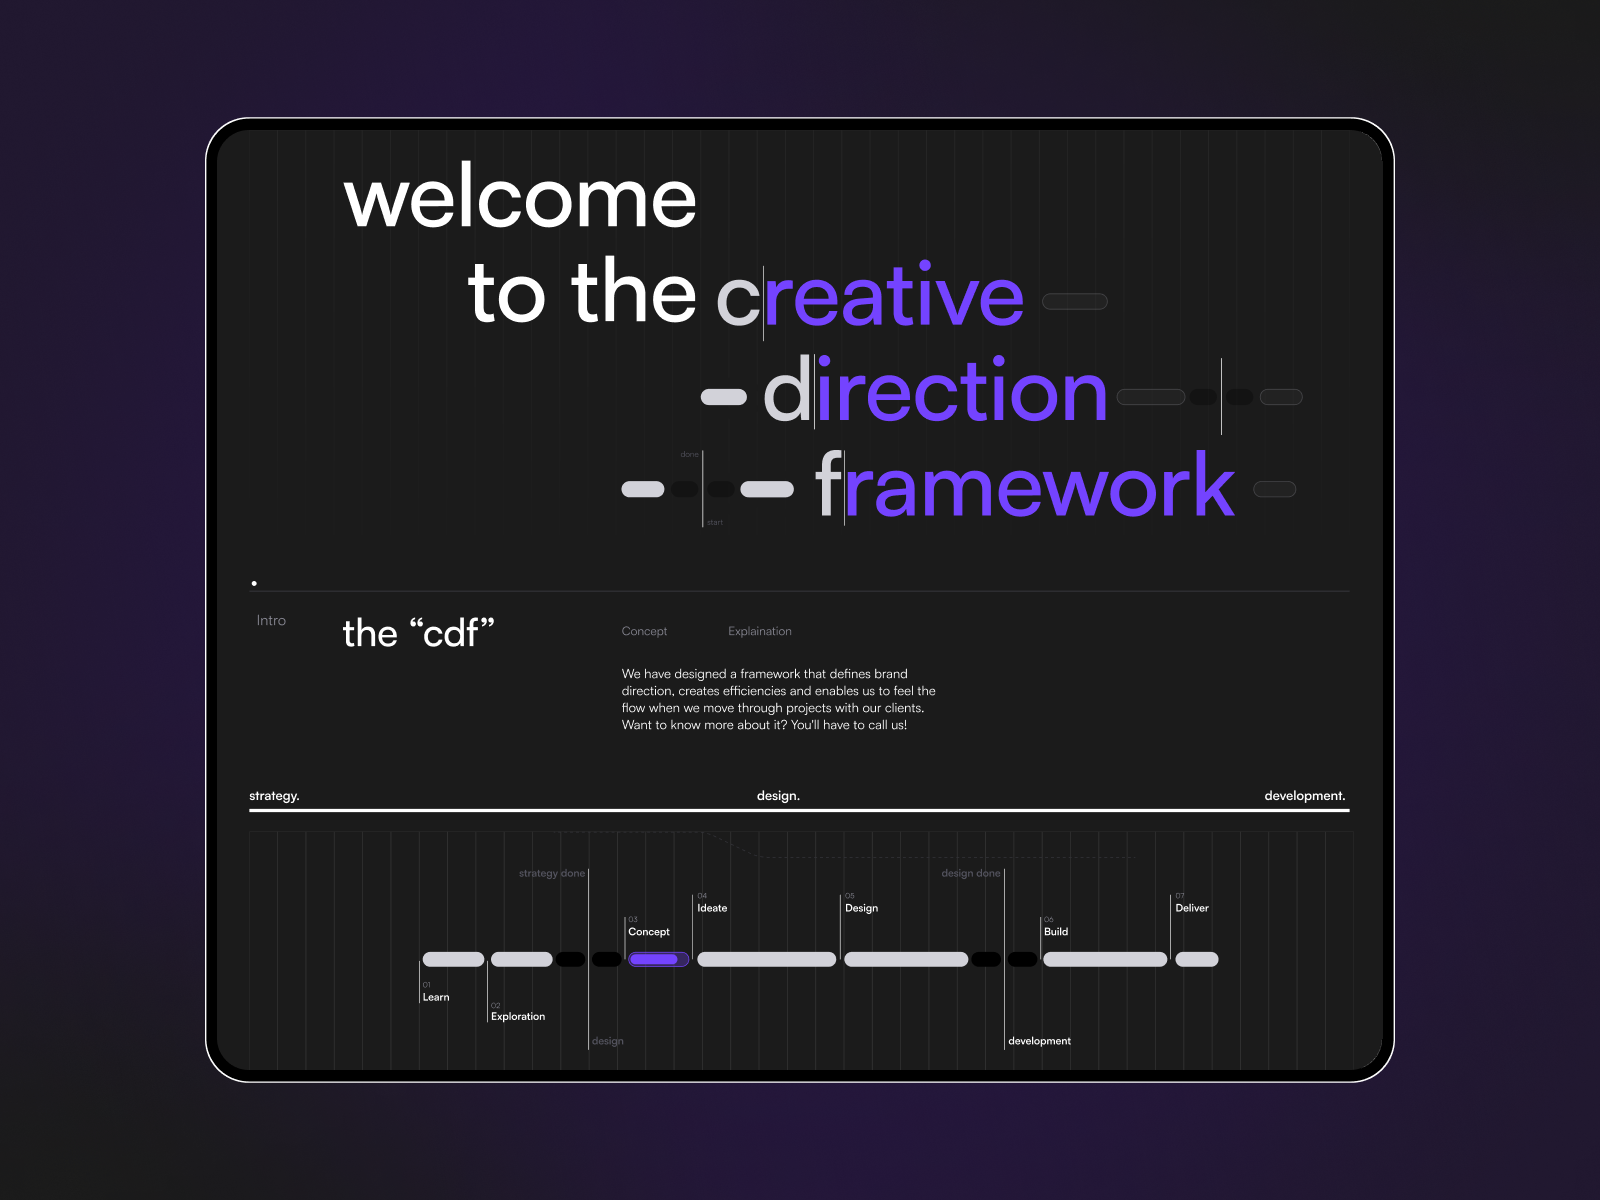 welcome
to the creative
direction
done
framework
start
Intro
the “cdf”
Concept
Explaination
We have designed a framework that defines brand
direction, creates efficiencies and enables us to feel the
flow when we move through projects with our clients.
Want to know more about it? You'll have to call us!
strategy.
design.
development.
strategy done
design done
04
Ideate
05
Design
07
Deliver
03
Concept
06
Build
01
Learn
02
Exploration
design
development